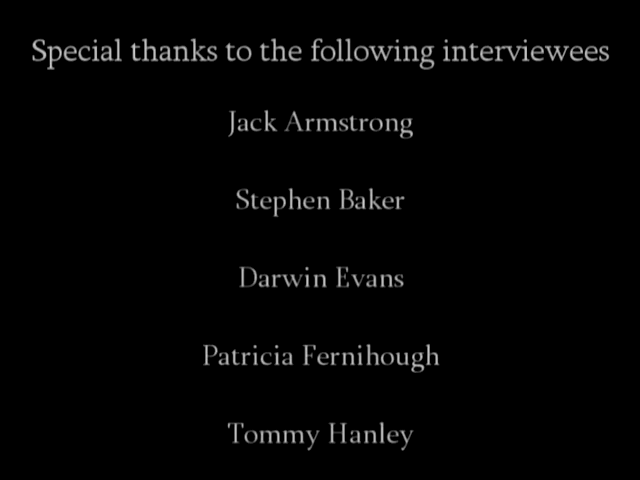 Special thanks to the following interviewees
Jack Armstrong
Stephen Baker
Darwin Evans
Patricia Fernihough
Tommy Hanley